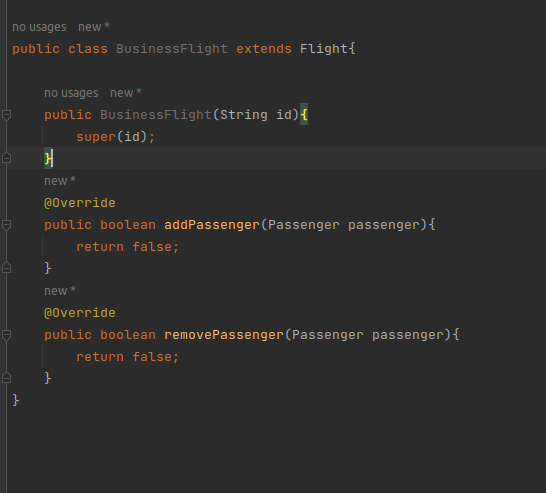 no usages   new *
public class BusinessFlight extends Flight{
no usages   new *
public BusinessFlight(String id){
super(id);
}
new *
@Override
public boolean addPassenger(Passenger passenger){
return false;
}
new *
@Override
public boolean removePassenger(Passenger passenger){
return false;
}
}